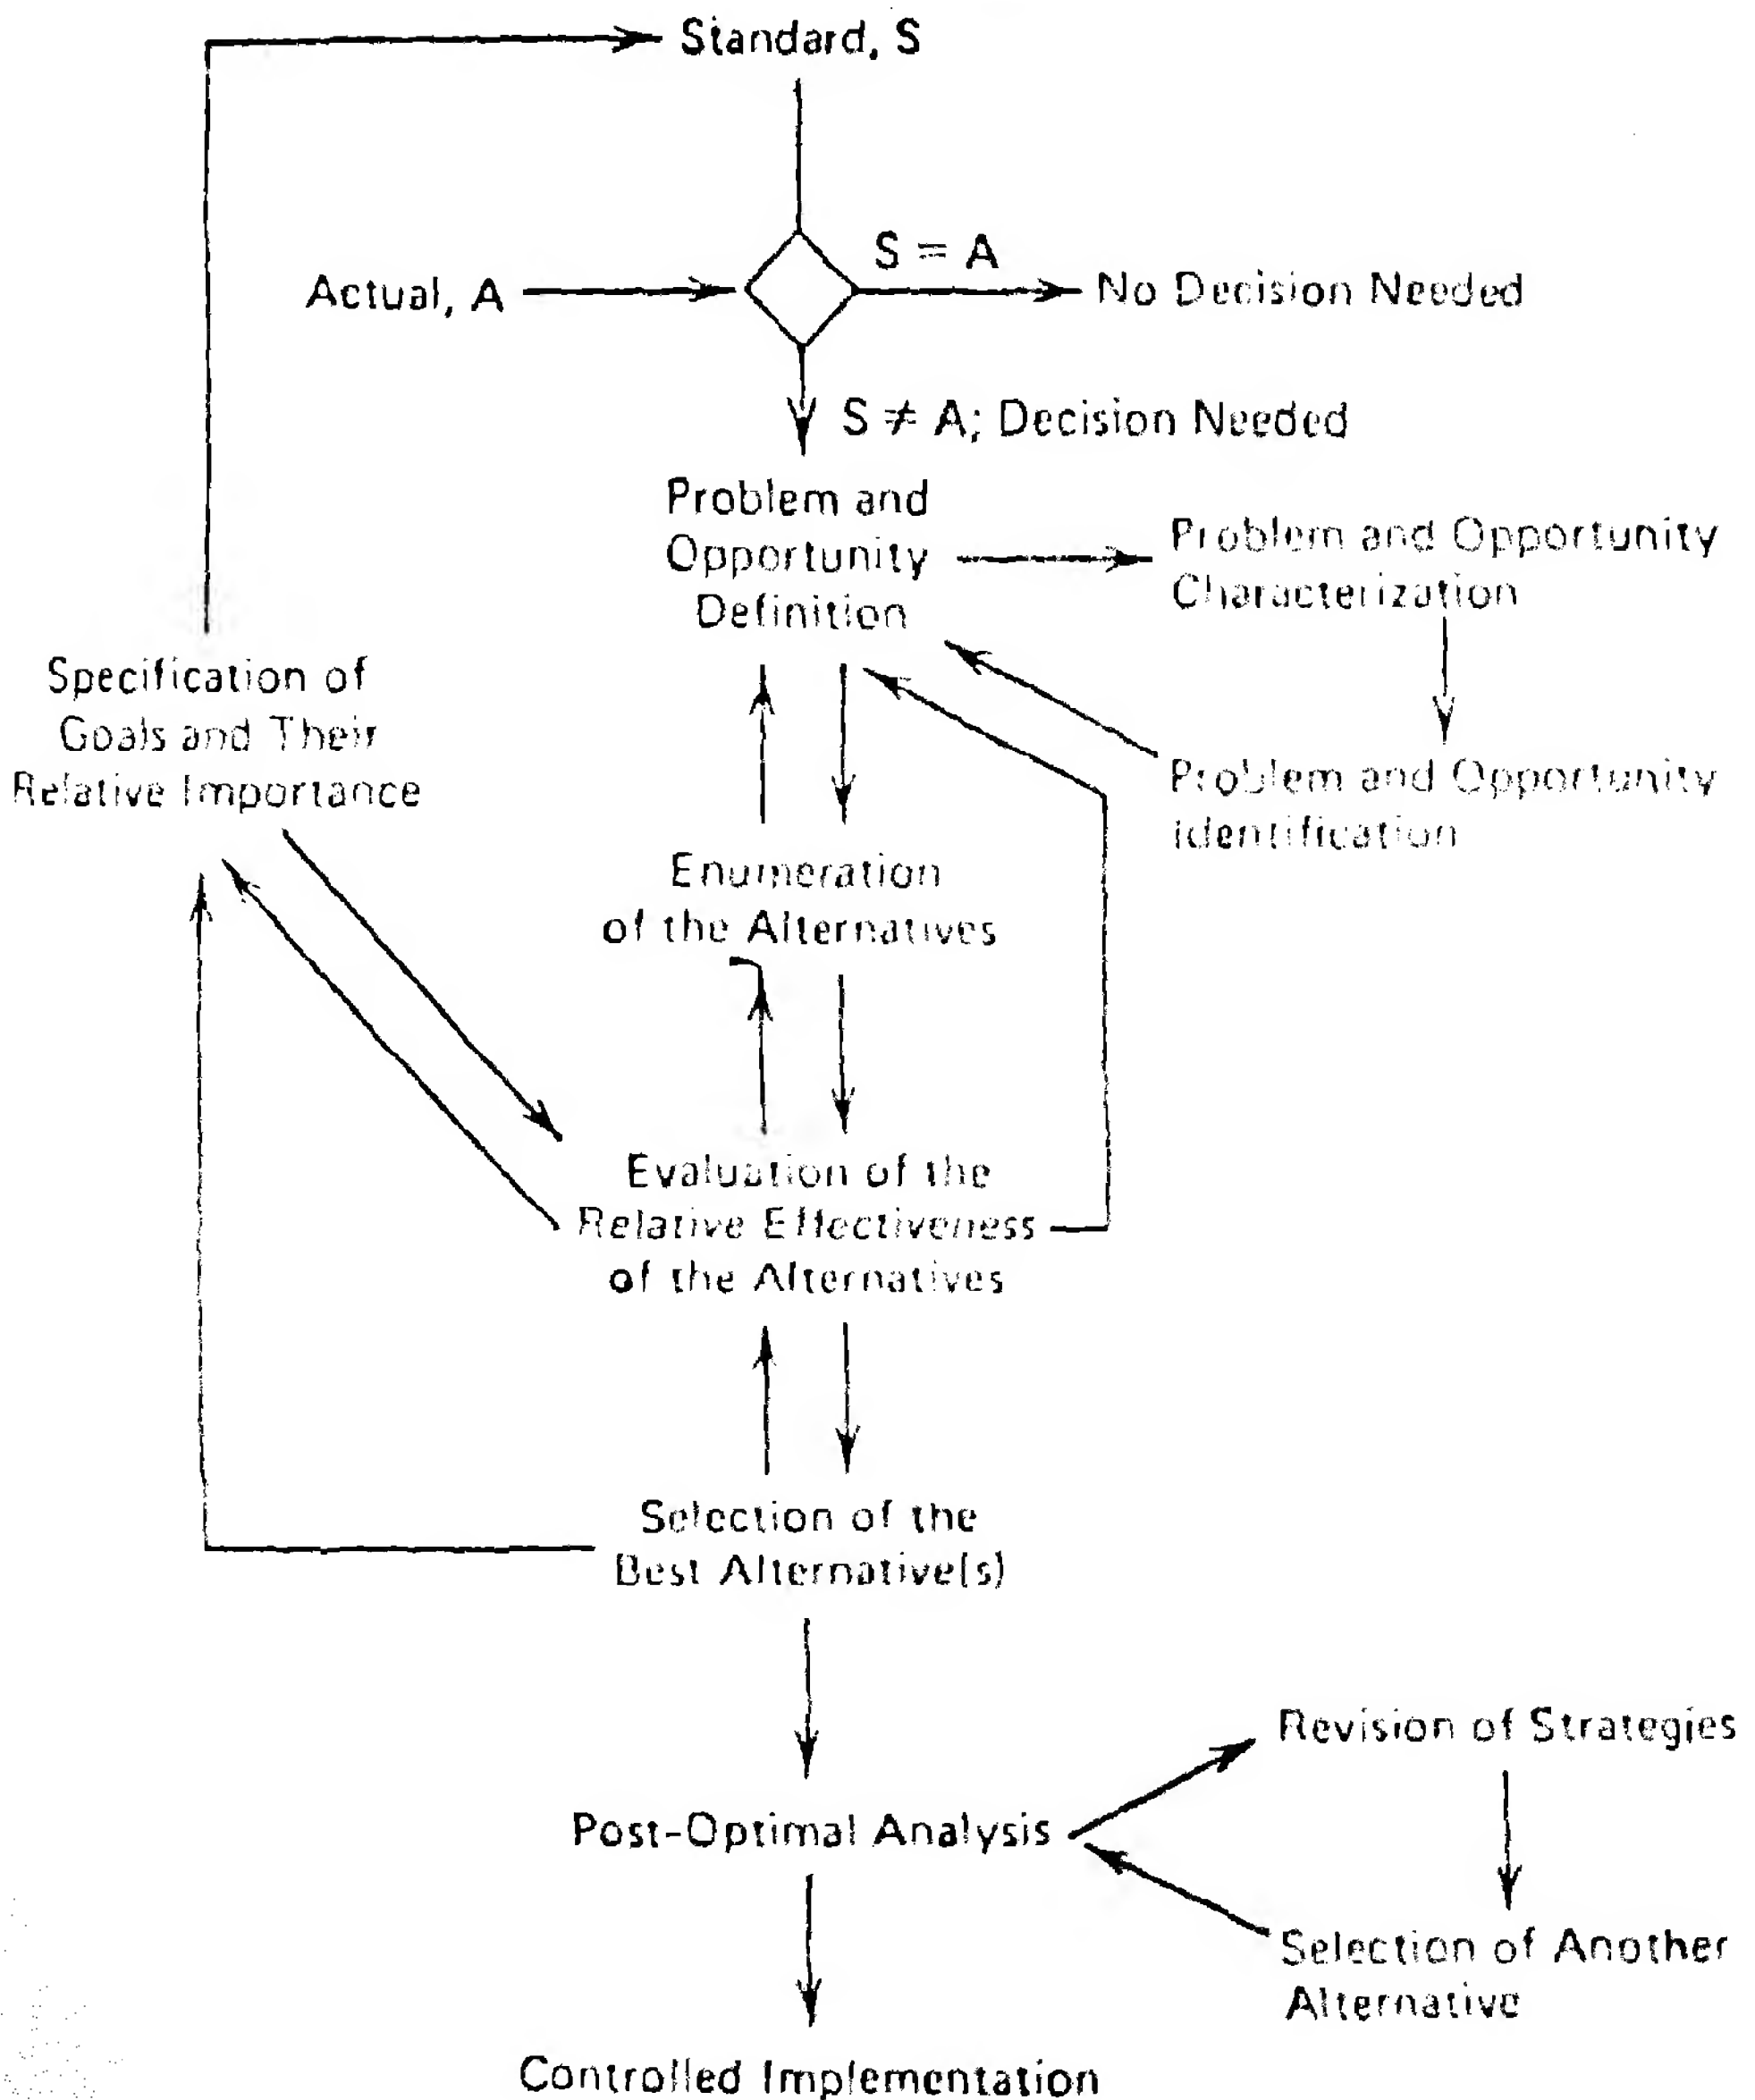 Standard, S
S = A
Actual, A
No Decision Needed
S ≠ A; Decision Needed
Problem and
Opportunity
Definition
Problem and Opportunity
Characterization
Specification of
Goals and Their
Relative Importance
Problem and Opportunity
Identification
Enumeration
of the Alternatives
Evaluation of the
Relative Effectiveness
of the Alternatives
Selection of the
Best Alternative(s)
Revision of Strategies
Post-Optimal Analysis
Selection of Another
Alternative
Controlled Implementation